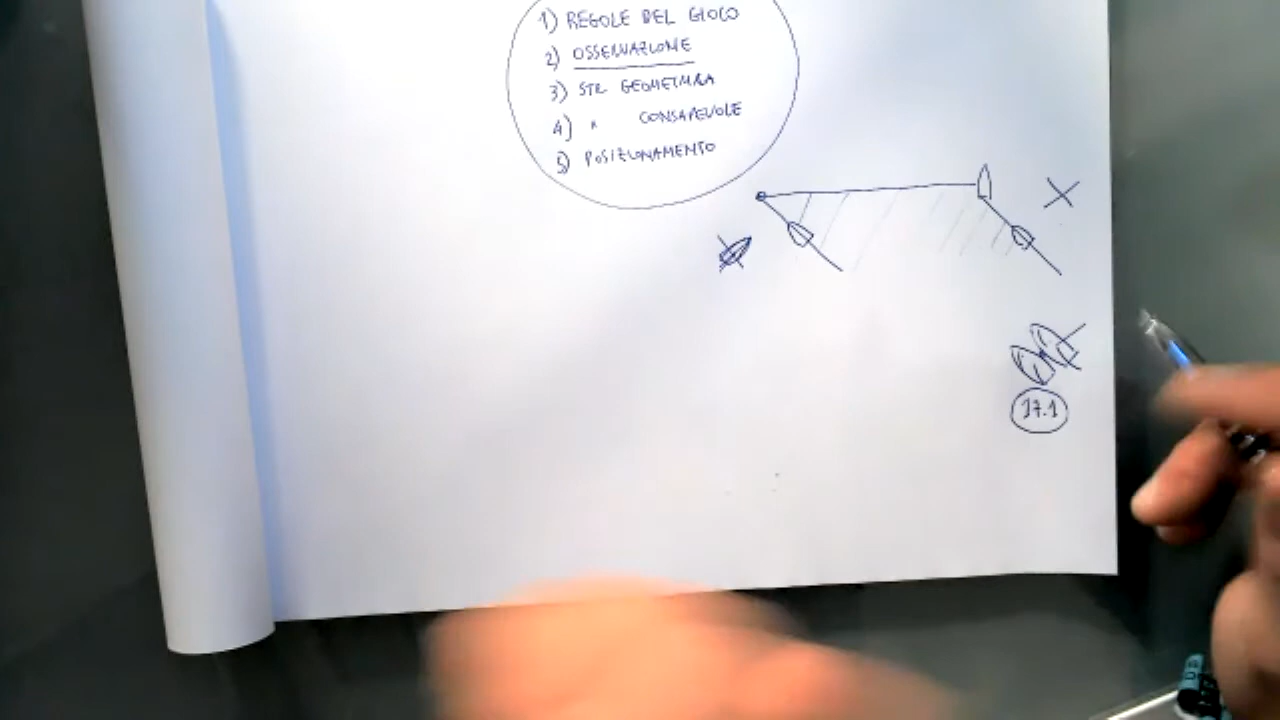 1) REGOLE DEL GIOCO
2) OSSERVAZIONE
3) STR GEOMETRICA
4) " CONSAPEVOLE
5) POSIZIONAMENTO
17.1